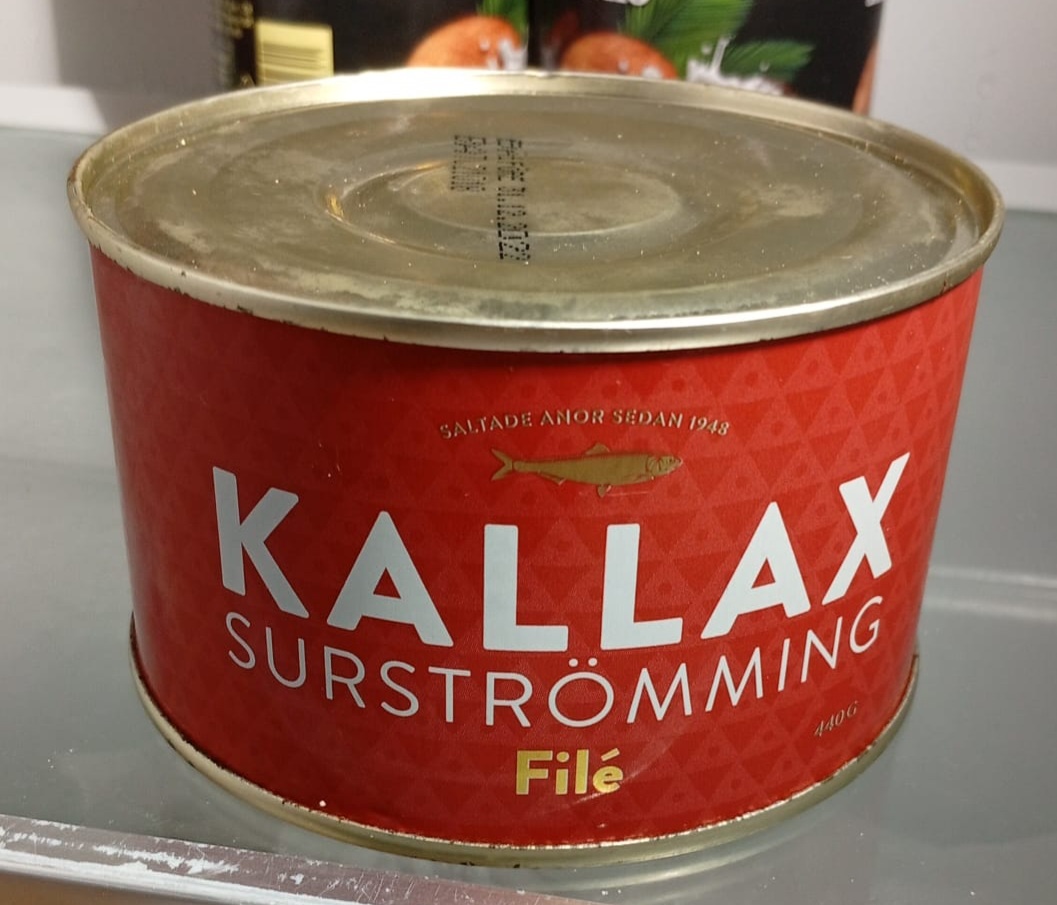 SALTADE ANOR SEDAN 1948
KALLAX
SURSTRÖMMING
Filé
440G